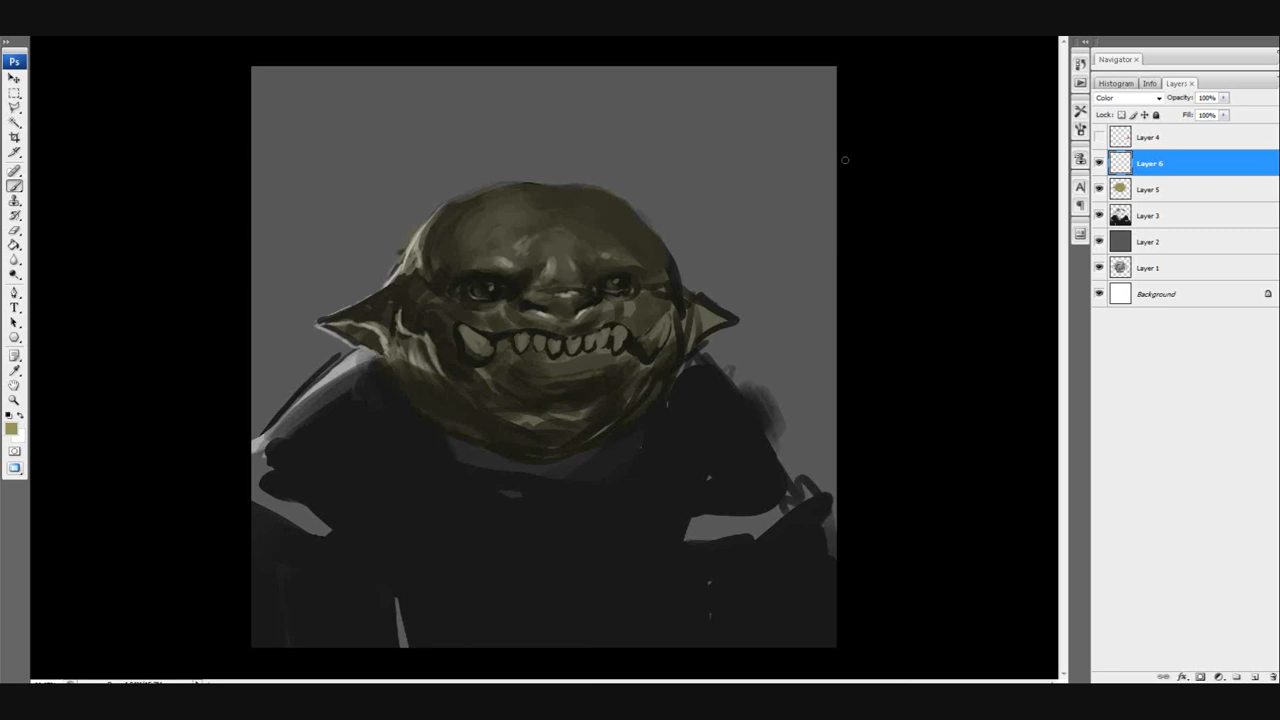 Navigator ×
Ps
Histogram Info Layers ×
Color Opacity: 100%
Lock: Fill: 100%
Layer 4
Layer 6
Layer 5
Layer 3
Layer 2
Layer 1
Background